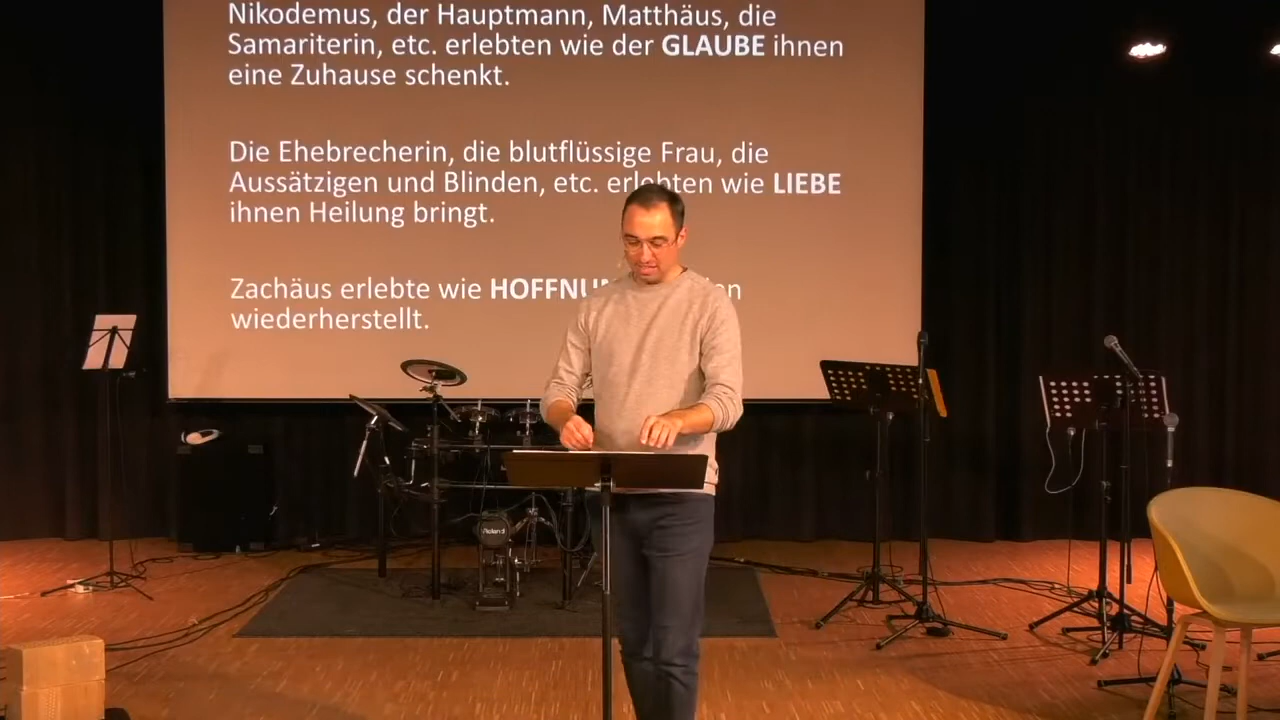 Nikodemus, der Hauptmann, Matthäus, die
Samariterin, etc. erlebten wie der GLAUBE ihnen
eine Zuhause schenkt.
Die Ehebrecherin, die blutflüssige Frau, die
Aussätzigen und Blinden, etc. erlebten wie LIEBE
ihnen Heilung bringt.
Zachäus erlebte wie
wiederherstellt.
Roland